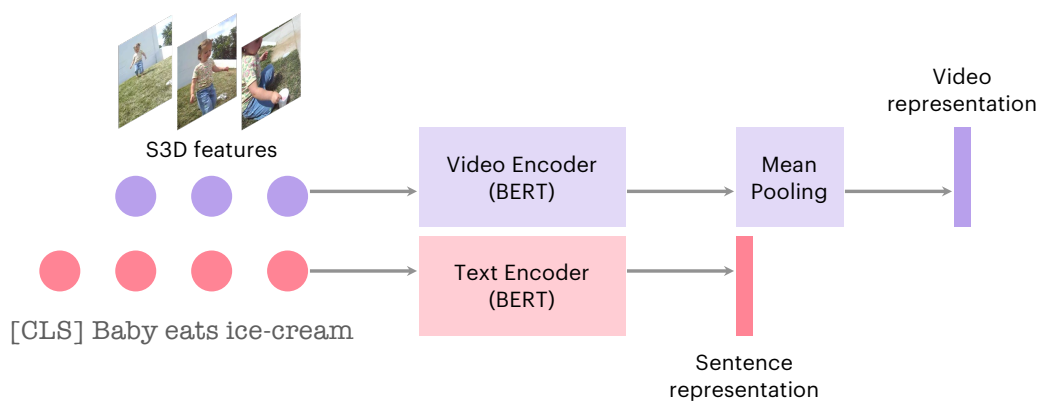 S3D features
Video Encoder
(BERT)
Mean
Pooling
Video
representation
Text Encoder
(BERT)
[CLS] Baby eats ice-cream
Sentence
representation